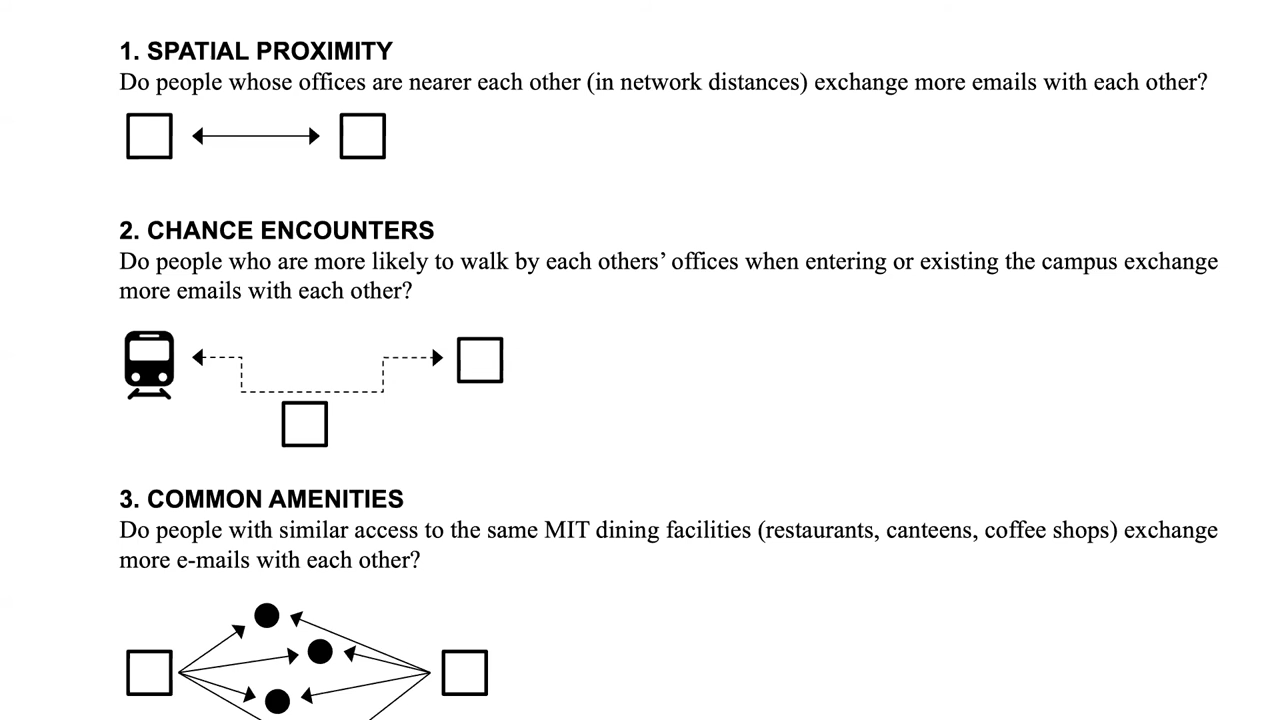 1. SPATIAL PROXIMITY
Do people whose offices are nearer each other (in network distances) exchange more emails with each other?
2. CHANCE ENCOUNTERS
Do people who are more likely to walk by each others’ offices when entering or existing the campus exchange
more emails with each other?
3. COMMON AMENITIES
Do people with similar access to the same MIT dining facilities (restaurants, canteens, coffee shops) exchange
more e-mails with each other?